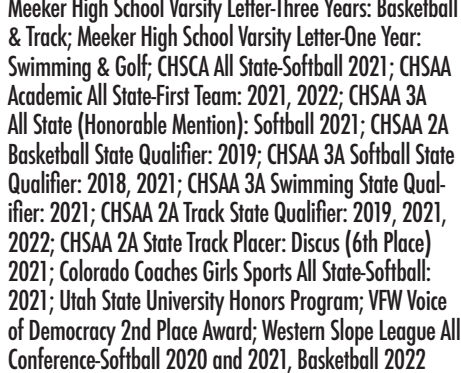 Meeker High School Varsity Letter-Three Years: Basketball
& Track; Meeker High School Varsity Letter-One Year:
Swimming & Golf; CHSCA All State-Softball 2021; CHSAA
Academic All State-First Team: 2021, 2022; CHSAA 3A
All State (Honorable Mention): Softball 2021; CHSAA 2A
Basketball State Qualifier: 2019; CHSAA 3A Softball State
Qualifier: 2018, 2021; CHSAA 3A Swimming State Qual-
ifier: 2021; CHSAA 2A Track State Qualifier: 2019, 2021,
2022; CHSAA 2A State Track Placer: Discus (6th Place)
2021; Colorado Coaches Girls Sports All State-Softball:
2021; Utah State University Honors Program; VFW Voice
of Democracy 2nd Place Award; Western Slope League All
Conference-Softball 2020 and 2021, Basketball 2022